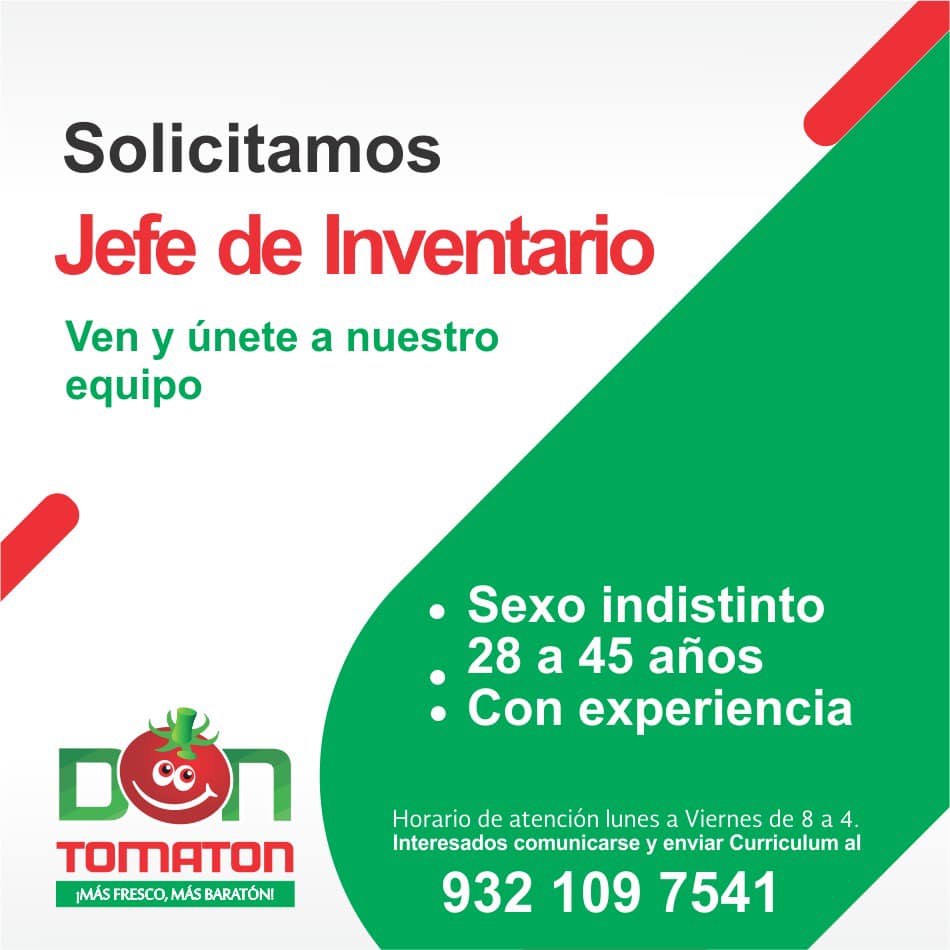 Solicitamos
Jefe de Inventario
Ven y únete a nuestro
equipo
• Sexo indistinto
• 28 a 45 años
• Con experiencia
DON
TOMATON
¡MÁS FRESCO, MÁS BARATÓN!
Horario de atención lunes a Viernes de 8 a 4.
Interesados comunicarse y enviar Curriculum al
932 109 7541